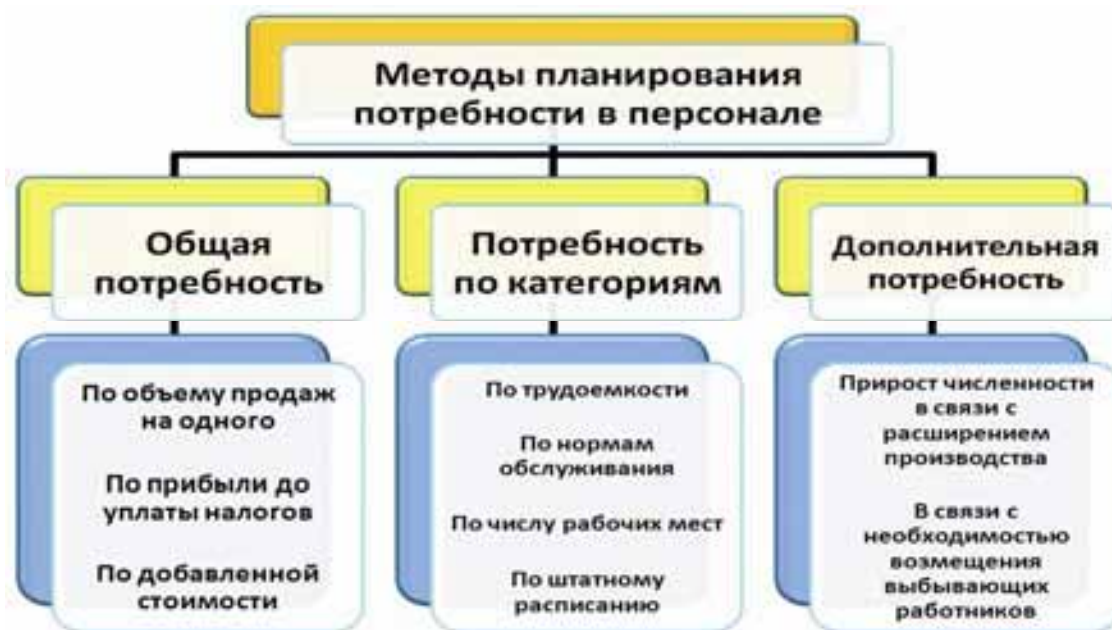 Методы планирования
потребности в персонале
Общая
потребность
Потребность
по категориям
Дополнительная
потребность
По объему продаж
на одного
По прибыли до
уплаты налогов
По добавленной
стоимости
По трудоемкости
По нормам
обслуживания
По числу рабочих мест
По штатному
расписанию
Прирост численности
в связи с
расширением
производства
В связи с
необходимостью
возмещения
выбывающих
работников